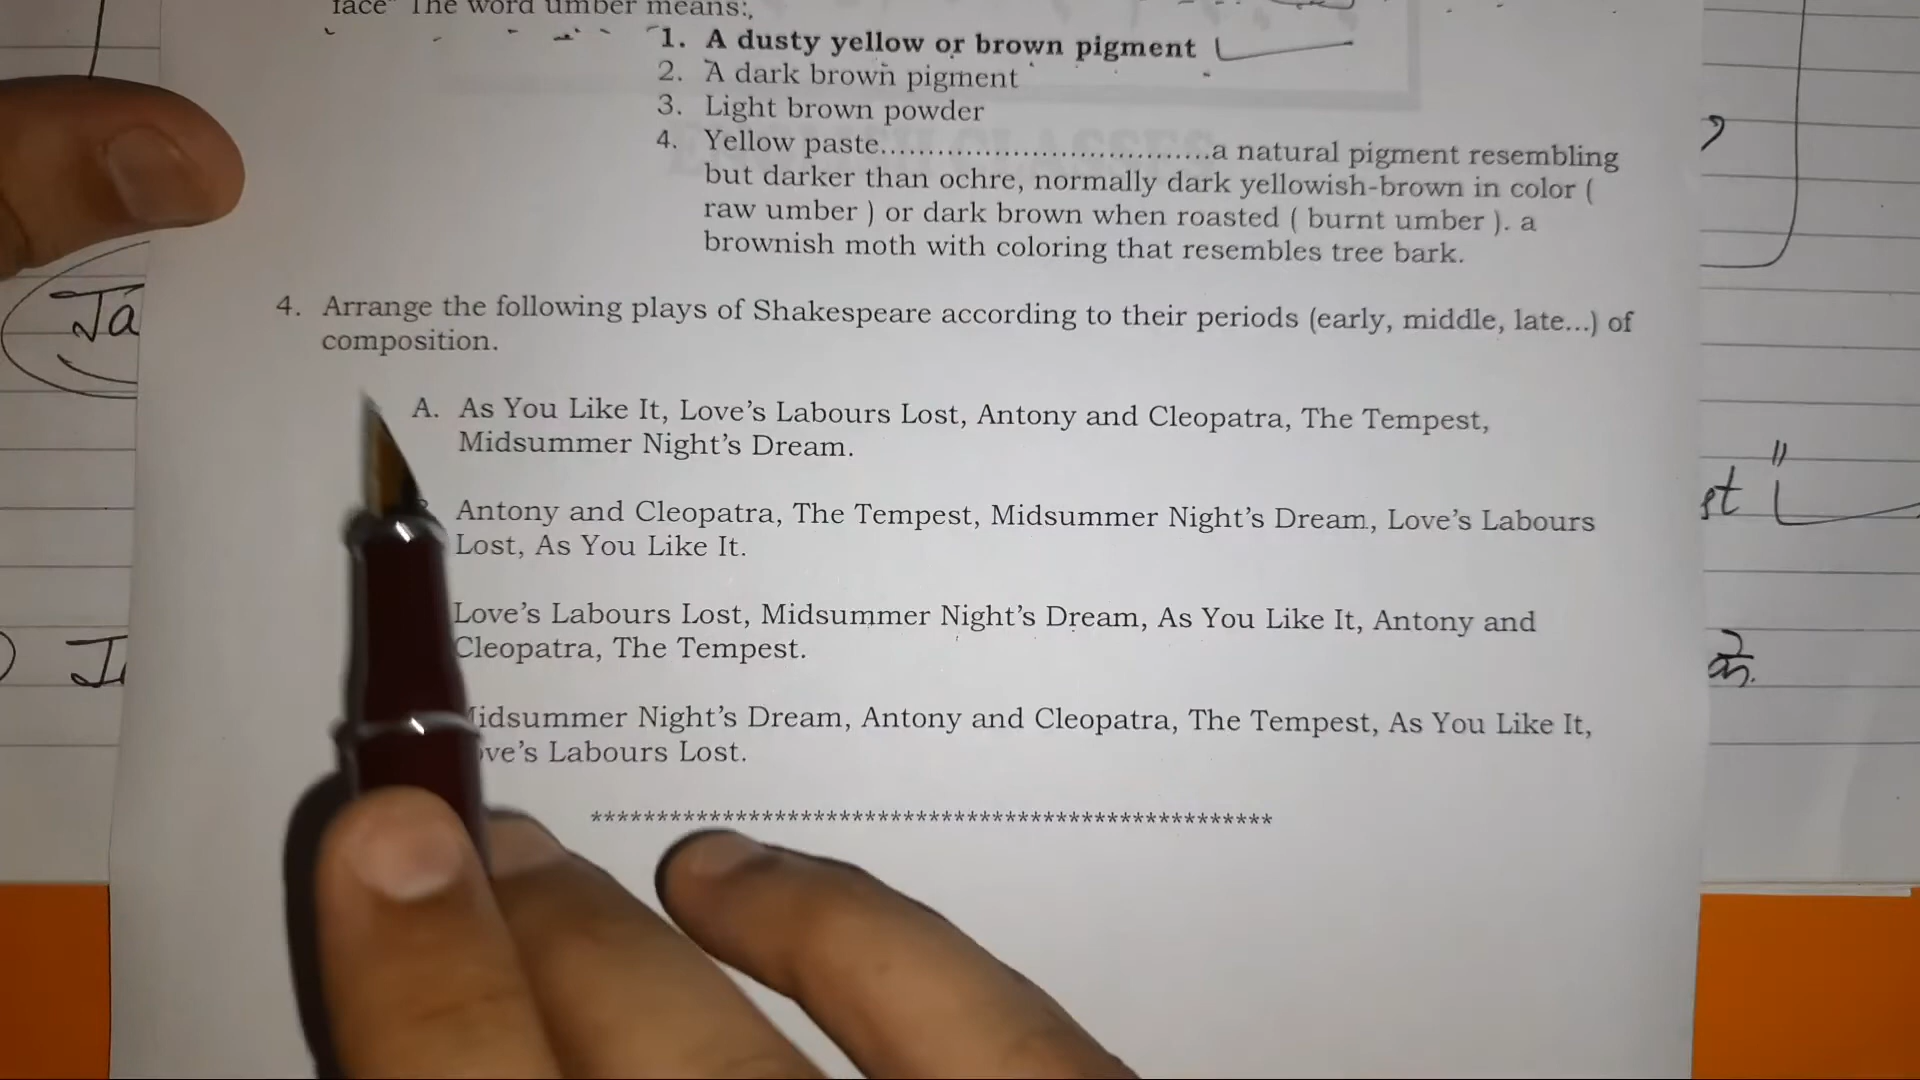 face" The word umber means:,
1. A dusty yellow or brown pigment
2. A dark brown pigment
3. Light brown powder
4. Yellow paste...................................a natural pigment resembling
but darker than ochre, normally dark yellowish-brown in color (
raw umber ) or dark brown when roasted ( burnt umber ). a
brownish moth with coloring that resembles tree bark.
Ja
4. Arrange the following plays of Shakespeare according to their periods (early, middle, late...) of
composition.
A. As You Like It, Love's Labours Lost, Antony and Cleopatra, The Tempest,
Midsummer Night's Dream.
st "
Antony and Cleopatra, The Tempest, Midsummer Night's Dream, Love's Labours
Lost, As You Like It.
Love's Labours Lost, Midsummer Night's Dream, As You Like It, Antony and
Cleopatra, The Tempest.
Midsummer Night's Dream, Antony and Cleopatra, The Tempest, As You Like It,
ove's Labours Lost.
****************************************************